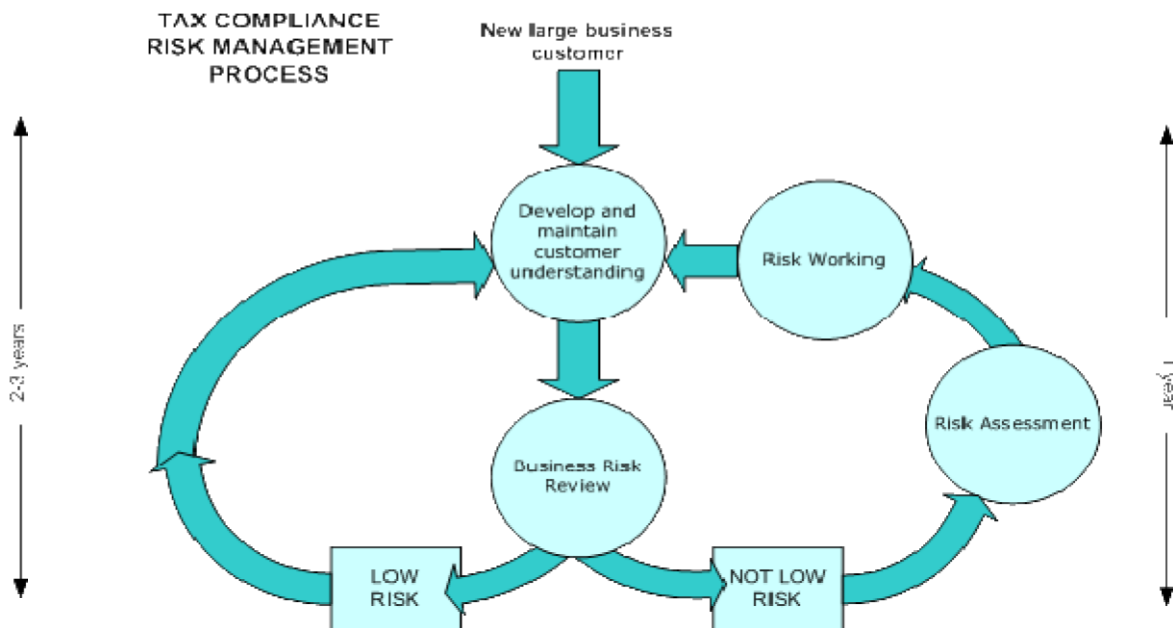 TAX COMPLIANCE
RISK MANAGEMENT
PROCESS
New large business
customer
Develop and
maintain
customer
understanding
Risk Working
2-3 years
1 year
Risk Assessment
Business Risk
Review
LOW
RISK
NOT LOW
RISK